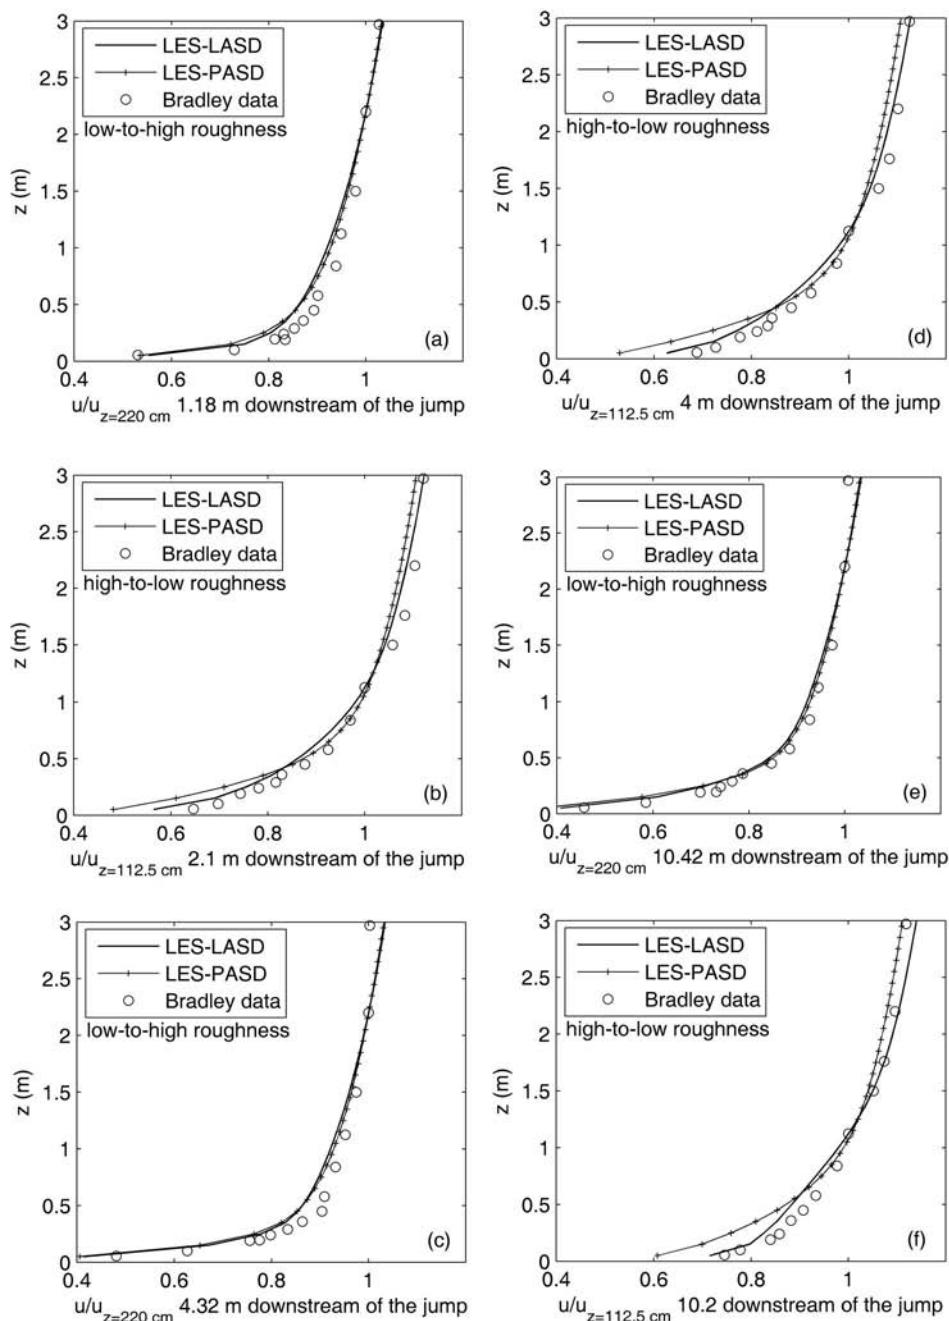 3
2.5
2
1.5
1
0.5
0
z (m)
LES-LASD
LES-PASD
Bradley data
low-to-high roughness
(a)
0.4 0.6 0.8 1
u/u z=220 cm 1.18 m downstream of the jump
3
2.5
2
1.5
1
0.5
0
z (m)
LES-LASD
LES-PASD
Bradley data
high-to-low roughness
(d)
0.4 0.6 0.8 1
u/u z=112.5 cm 4 m downstream of the jump
3
2.5
2
1.5
1
0.5
0
z (m)
LES-LASD
LES-PASD
Bradley data
high-to-low roughness
(b)
0.4 0.6 0.8 1
u/u z=112.5 cm 2.1 m downstream of the jump
3
2.5
2
1.5
1
0.5
0
z (m)
LES-LASD
LES-PASD
Bradley data
low-to-high roughness
(e)
0.4 0.6 0.8 1
u/u z=220 cm 10.42 m downstream of the jump
3
2.5
2
1.5
1
0.5
0
z (m)
LES-LASD
LES-PASD
Bradley data
low-to-high roughness
(c)
0.4 0.6 0.8 1
u/u z=220 cm 4.32 m downstream of the jump
3
2.5
2
1.5
1
0.5
0
z (m)
LES-LASD
LES-PASD
Bradley data
high-to-low roughness
(f)
0.4 0.6 0.8 1
u/u z=112.5 cm 10.2 downstream of the jump